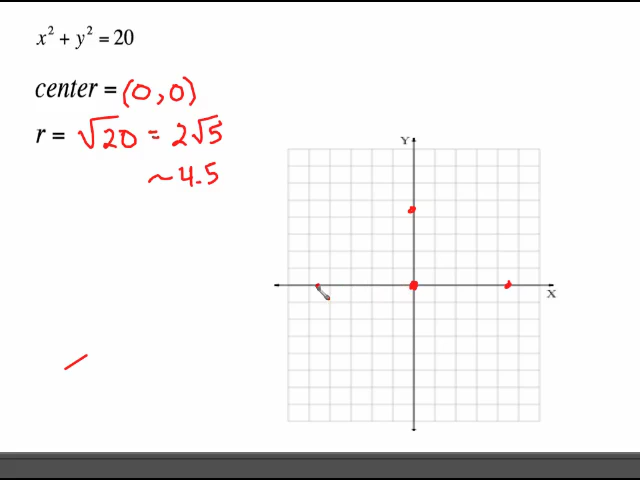 x² + y² = 20
center = (0, 0)
r = √20 = 2√5
~ 4.5
Y
X